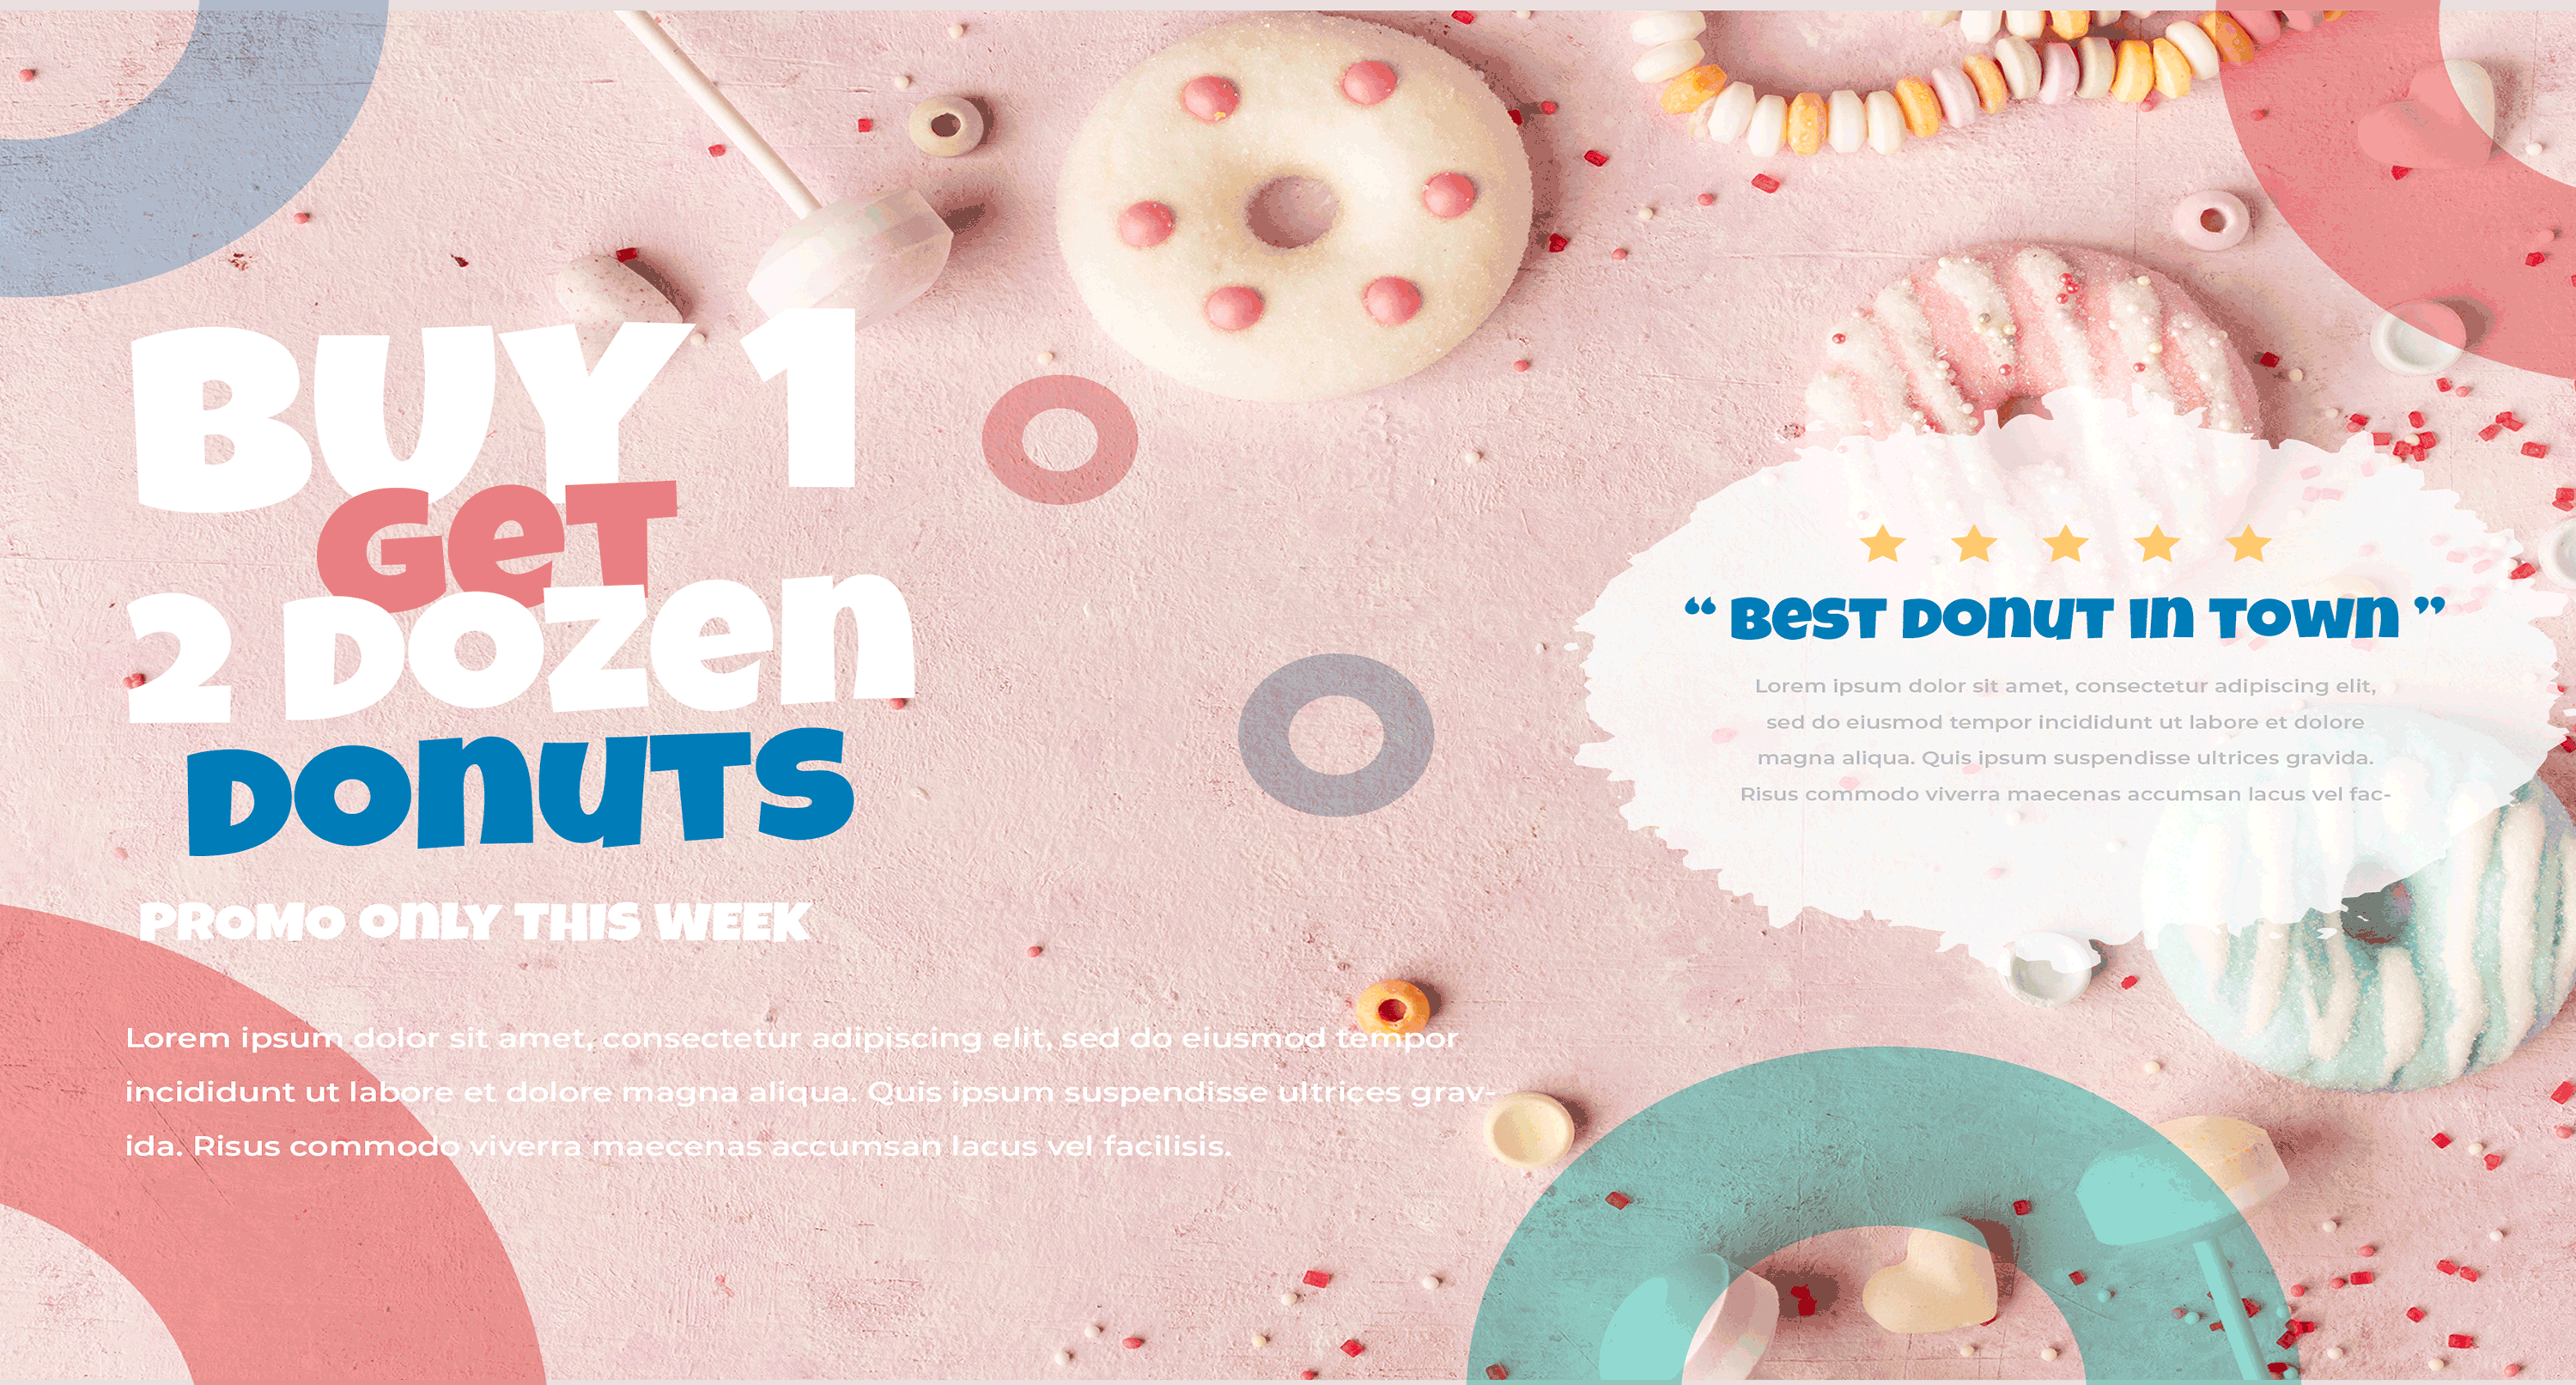 BUY 1
GeT
2 Dozen
DonuTS
PROMO OnLY THIS WEEK
Lorem ipsum dolor sit amet, consectetur adipiscing elit, sed do eiusmod tempor
incididunt ut labore et dolore magna aliqua. Quis ipsum suspendisse ultrices grav-
ida. Risus commodo viverra maecenas accumsan lacus vel facilisis.
“ BeST DonuT In Town ”
Lorem ipsum dolor sit amet, consectetur adipiscing elit,
sed do eiusmod tempor incididunt ut labore et dolore
magna aliqua. Quis ipsum suspendisse ultrices gravida.
Risus commodo viverra maecenas accumsan lacus vel fac-